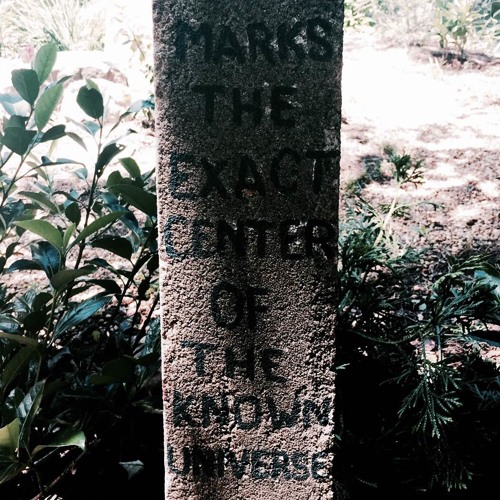 MARKS
THE
EXACT
CENTER
OF
THE
KNOWN
UNIVERSE